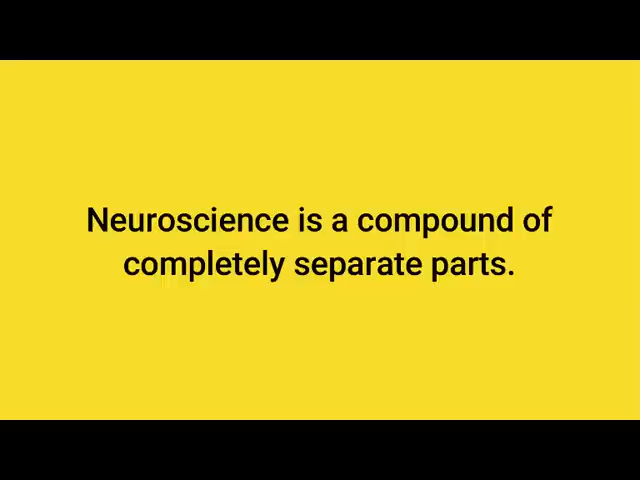 Neuroscience is a compound of
completely separate parts.